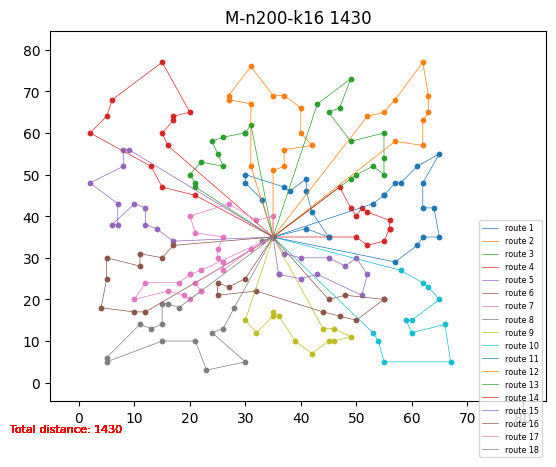 M-n200-k16 1430
80
70
60
50
40
30
20
10
0
0 10 20 30 40 50 60 70 80
route 1
route 2
route 3
route 4
route 5
route 6
route 7
route 8
route 9
route 10
route 11
route 12
route 13
route 14
route 15
route 16
route 17
route 18
Total distance: 1430